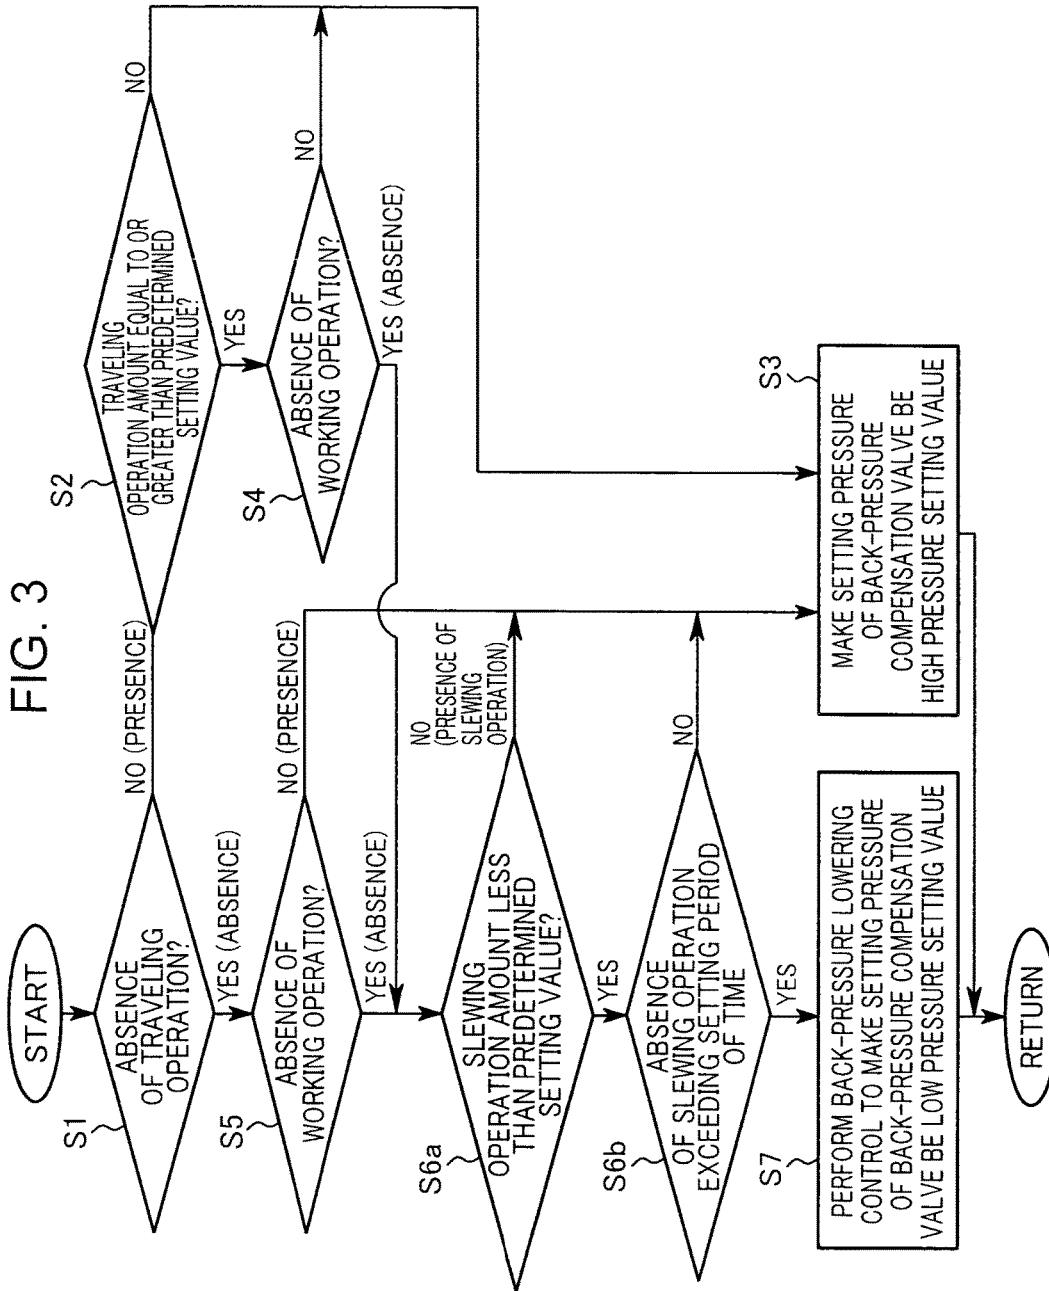 FIG. 3
START
S1
ABSENCE
OF TRAVELING
OPERATION?
NO (PRESENCE)
YES (ABSENCE)
S2
TRAVELING
OPERATION AMOUNT EQUAL TO OR
GREATER THAN PREDETERMINED
SETTING VALUE?
NO
YES
S5
ABSENCE OF
WORKING OPERATION?
NO (PRESENCE)
YES (ABSENCE)
S4
ABSENCE OF
WORKING OPERATION?
NO
YES (ABSENCE)
S6a
SLEWING
OPERATION AMOUNT LESS
THAN PREDETERMINED
SETTING VALUE?
NO
(PRESENCE OF
SLEWING
OPERATION)
YES
S6b
ABSENCE
OF SLEWING OPERATION
EXCEEDING SETTING PERIOD
OF TIME
NO
YES
S7
PERFORM BACK-PRESSURE LOWERING
CONTROL TO MAKE SETTING PRESSURE
OF BACK-PRESSURE COMPENSATION
VALVE BE LOW PRESSURE SETTING VALUE
S3
MAKE SETTING PRESSURE
OF BACK-PRESSURE
COMPENSATION VALVE BE
HIGH PRESSURE SETTING VALUE
RETURN